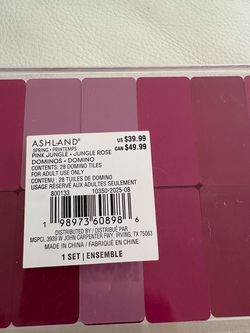 ASHLAND®
US $39.99
CAN $49.99
SPRING • PRINTEMPS
PINK JUNGLE • JUNGLE ROSE
DOMINOS • DOMINO
CONTENTS: 28 DOMINO TILES
FOR ADULT USE ONLY
CONTENU : 28 TUILES DE DOMINO
USAGE RÉSERVÉ AUX ADULTES SEULEMENT
800133 10350-2025-08
1 98973 60898 6
DISTRIBUTED BY / DISTRIBUÉ PAR
MSPCI, 3939 W JOHN CARPENTER FWY, IRVING, TX 75063
MADE IN CHINA / FABRIQUÉ EN CHINE
1 SET | ENSEMBLE